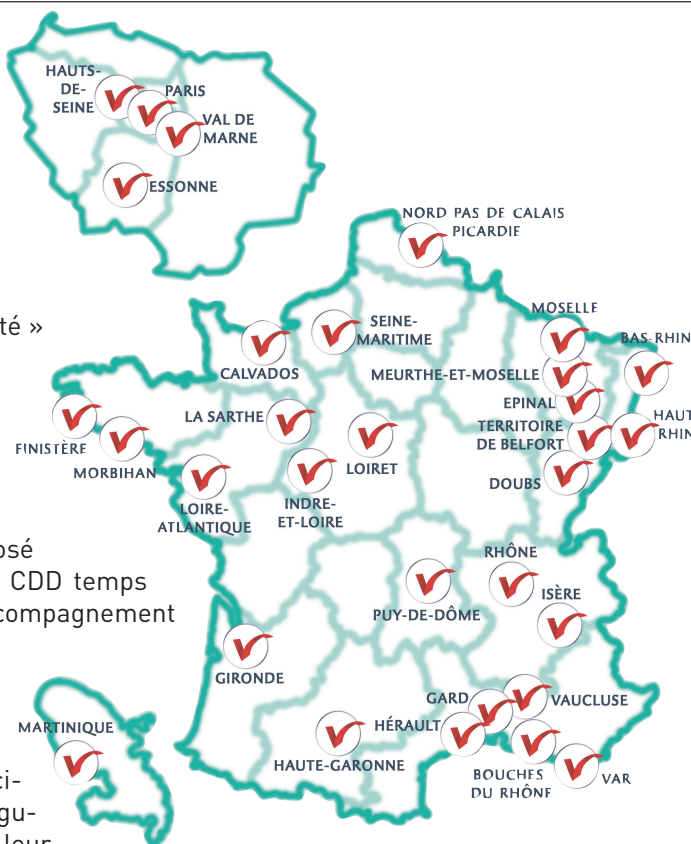 HAUTS-
DE-
SEINE
PARIS
VAL DE
MARNE
ESSONNE
NORD PAS DE CALAIS
PICARDIE
té »
SEINE-
MARITIME
MOSELLE
BAS-RHIN
CALVADOS
MEURTHE-ET-MOSELLE
EPINAL
LA SARTHE
TERRITOIRE
DE BELFORT
HAUT
RHIN
FINISTÈRE
MORBIHAN
LOIRET
DOUBS
LOIRE-
ATLANTIQUE
INDRE-
ET-LOIRE
osé
CDD temps
compagnement
RHÔNE
ISÈRE
PUY-DE-DÔME
GIRONDE
GARD
VAUCLUSE
MARTINIQUE
HÉRAULT
HAUTE-GARONNE
BOUCHES
DU RHÔNE
VAR
ci-
gu-
leur